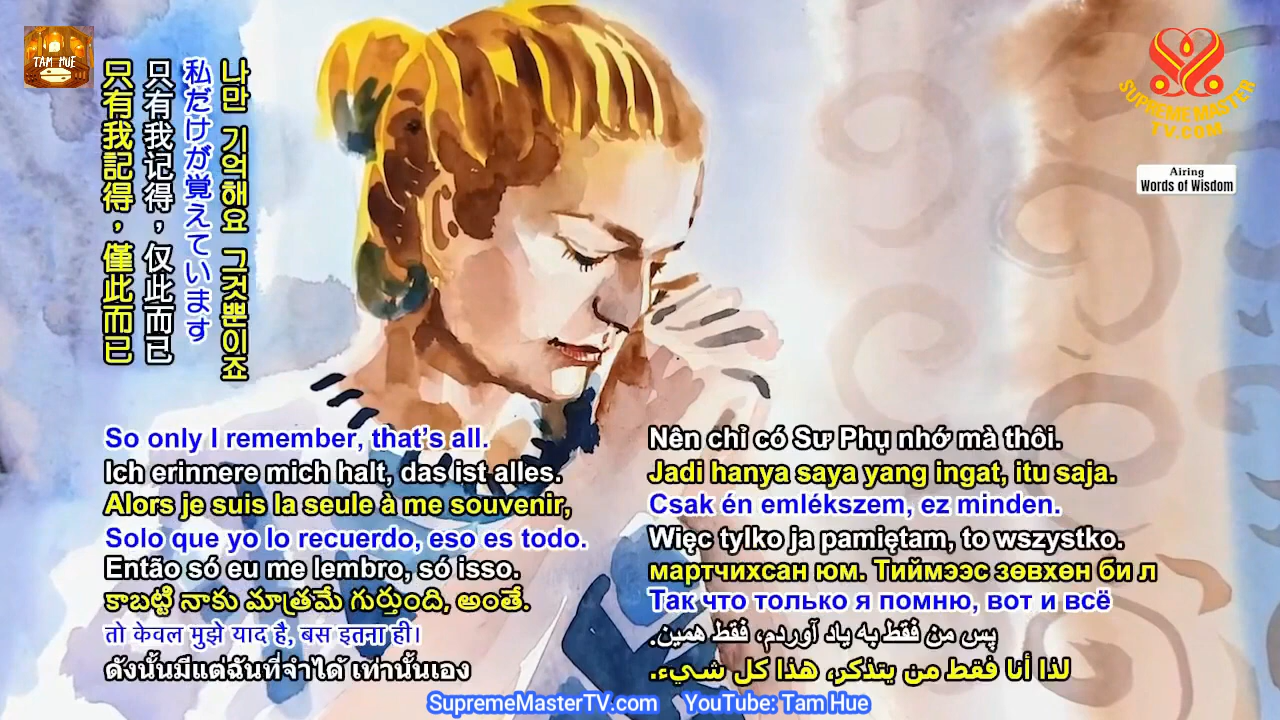 TAM HUE
只有我記得，僅此而已
只有我记得，仅此而已
私だけが覚えています
나만 기억해요 그것뿐이죠
SUPREME MASTER
TV.COM
Airing
Words of Wisdom
So only I remember, that’s all.
Ich erinnere mich halt, das ist alles.
Alors je suis la seule à me souvenir,
Solo que yo lo recuerdo, eso es todo.
Então só eu me lembro, só isso.
కాబట్టి నాకు మాత్రమే గుర్తుంది, అంతే.
तो केवल मुझे याद है, बस इतना ही।
ดังนั้นมีแต่ฉันที่จำได้ เท่านั้นเอง
Nên chỉ có Sư Phụ nhớ mà thôi.
Jadi hanya saya yang ingat, itu saja.
Csak én emlékszem, ez minden.
Więc tylko ja pamiętam, to wszystko.
мартчихсан юм. Тиймээс зөвхөн би л
Так что только я помню, вот и всё
پس من فقط به یاد آوردم، فقط همین.
لذا أنا فقط من يتذكر، هذا كل شيء.
SupremeMasterTV.com YouTube: Tam Hue